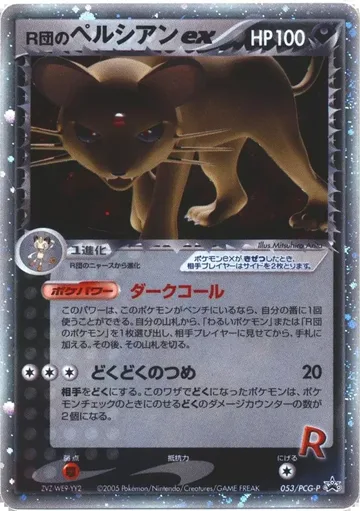 R団のペルシアンex HP100
Illus. Mitsuhiro Arita
1進化
R団のニャースから進化
ポケモンexがきぜつしたとき、
相手プレイヤーはサイドを2枚とります。
ポケパワー ダークコール
このパワーは、このポケモンがベンチにいるなら、自分の番に1回
使うことができる。自分の山札から、「わるいポケモン」または「R団
のポケモン」を1枚選び出し、相手プレイヤーに見せてから、手札に
加える。その後、その山札を切る。
どくどくのつめ 20
相手をどくにする。このワザでどくになったポケモンは、ポ
ケモンチェックのときにのせるどくのダメージカウンターの数が
2個になる。
R
弱点 抵抗力 にげる
ZVZ-WE9-YY2 ©2005 Pokémon/Nintendo/Creatures/GAME FREAK 053/PCG-P